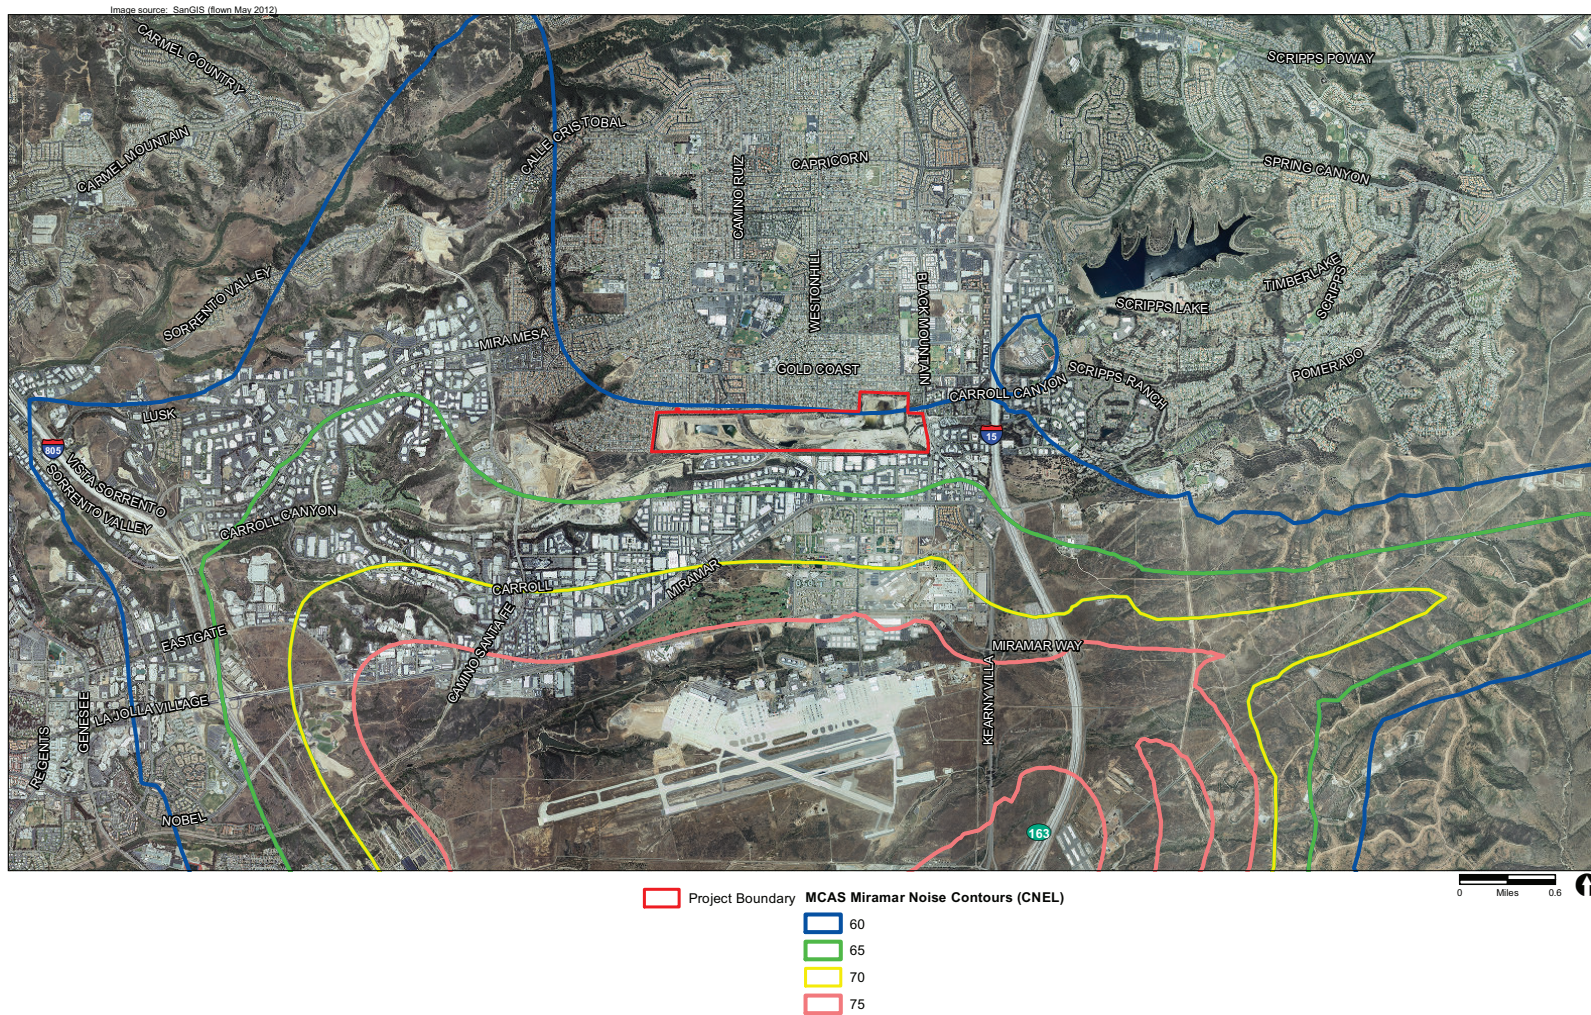 Image source: SanGIS (flown May 2012)
CARMEL COUNTRY
SCRIPPS POWAY
CALLE CRISTOBAL
CARMEL MOUNTAIN
CAMINO RUZ
CAPRICORN
SPRING CANYON
SORRENTO VALLEY
WESTONHILL
BLACK MOUNTAIN
TIMBERLAKE
SCRIPPS
SCRIPPS LAKE
MIRA MESA
GOLD COAST
SCRIPPS RANCH
POMERADO
CARROLL CANYON
LUSK
805
15
VISTA SORRENTO
SORRENTO VALLEY
CARROLL CANYON
CARROLL
MIRAMAR
EASTGATE
CAMINO SANTA FE
MIRAMAR WAY
KEARNY VILLA
LA JOLLA VILLAGE
GENESEE
REGENTS
NOBEL
163
Project Boundary
MCAS Miramar Noise Contours (CNEL)
60
65
70
75
0 Miles 0.6